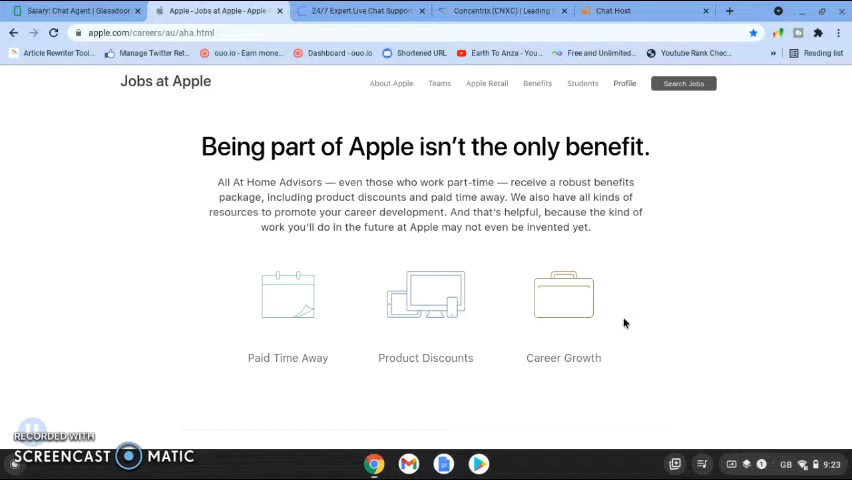 Salary: Chat Agent | Glassdoor
Apple - Jobs at Apple - Apple A
24/7 Expert Live Chat Support
Concentrix (CNXC) | Leading
Chat Host
apple.com/careers/au/aha.html
Article Rewriter Tool...
Manage Twitter Ret...
ouo.io - Earn mone...
Dashboard - ouo.io
Shortened URL
Earth To Anza - You...
Free and Unlimited...
Youtube Rank Chec...
»
Reading list
Jobs at Apple
About Apple
Teams
Apple Retail
Benefits
Students
Profile
Search Jobs
Being part of Apple isn't the only benefit.
All At Home Advisors — even those who work part-time — receive a robust benefits
package, including product discounts and paid time away. We also have all kinds of
resources to promote your career development. And that's helpful, because the kind of
work you'll do in the future at Apple may not even be invented yet.
Paid Time Away
Product Discounts
Career Growth
RECORDED WITH
SCREENCAST MATIC
1
GB
9:23